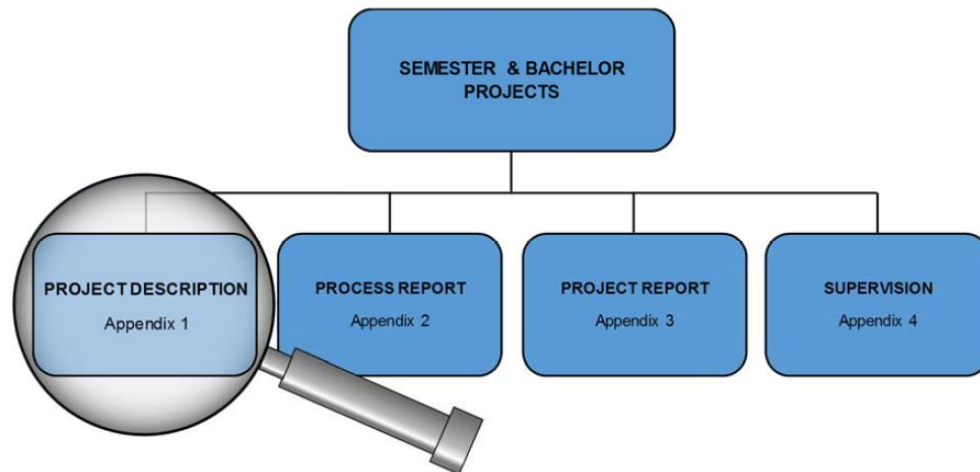 SEMESTER & BACHELOR
PROJECTS
PROJECT DESCRIPTION
Appendix 1
PROCESS REPORT
Appendix 2
PROJECT REPORT
Appendix 3
SUPERVISION
Appendix 4